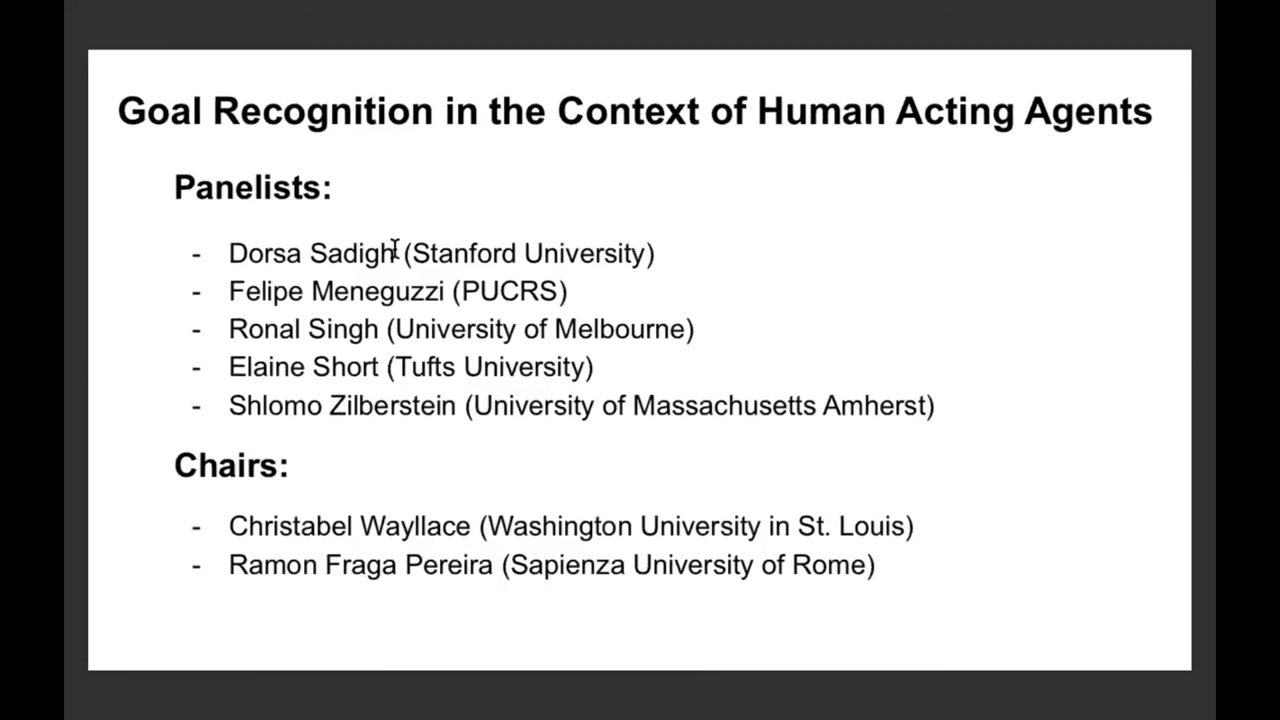 Goal Recognition in the Context of Human Acting Agents
Panelists:
- Dorsa Sadigh (Stanford University)
- Felipe Meneguzzi (PUCRS)
- Ronal Singh (University of Melbourne)
- Elaine Short (Tufts University)
- Shlomo Zilberstein (University of Massachusetts Amherst)
Chairs:
- Christabel Wayllace (Washington University in St. Louis)
- Ramon Fraga Pereira (Sapienza University of Rome)